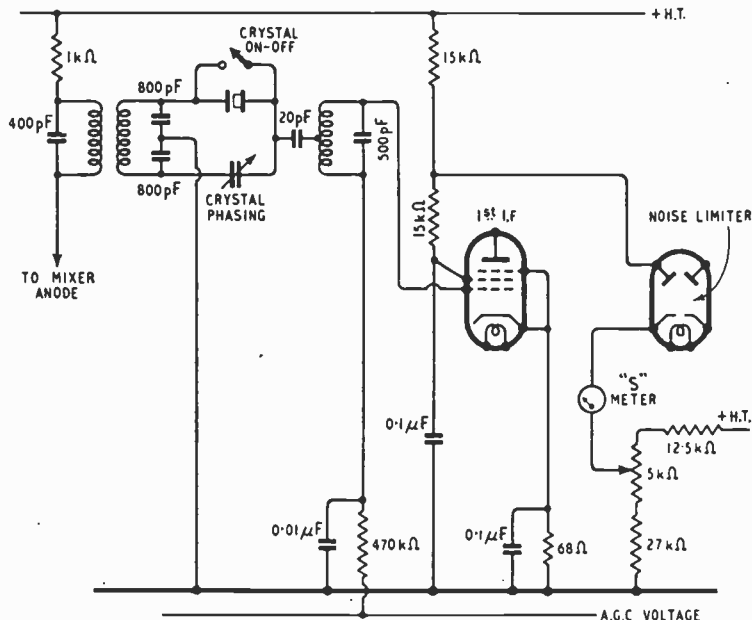 + H.T.
1kΩ
CRYSTAL
ON-OFF
15kΩ
800pF
400pF
20pF
500pF
800pF
CRYSTAL
PHASING
15kΩ
1st I.F
NOISE LIMITER
TO MIXER
ANODE
"S"
METER
+ H.T.
12·5kΩ
0·1μF
5kΩ
0·01μF
470kΩ
0·1μF
68Ω
27kΩ
A.G.C VOLTAGE